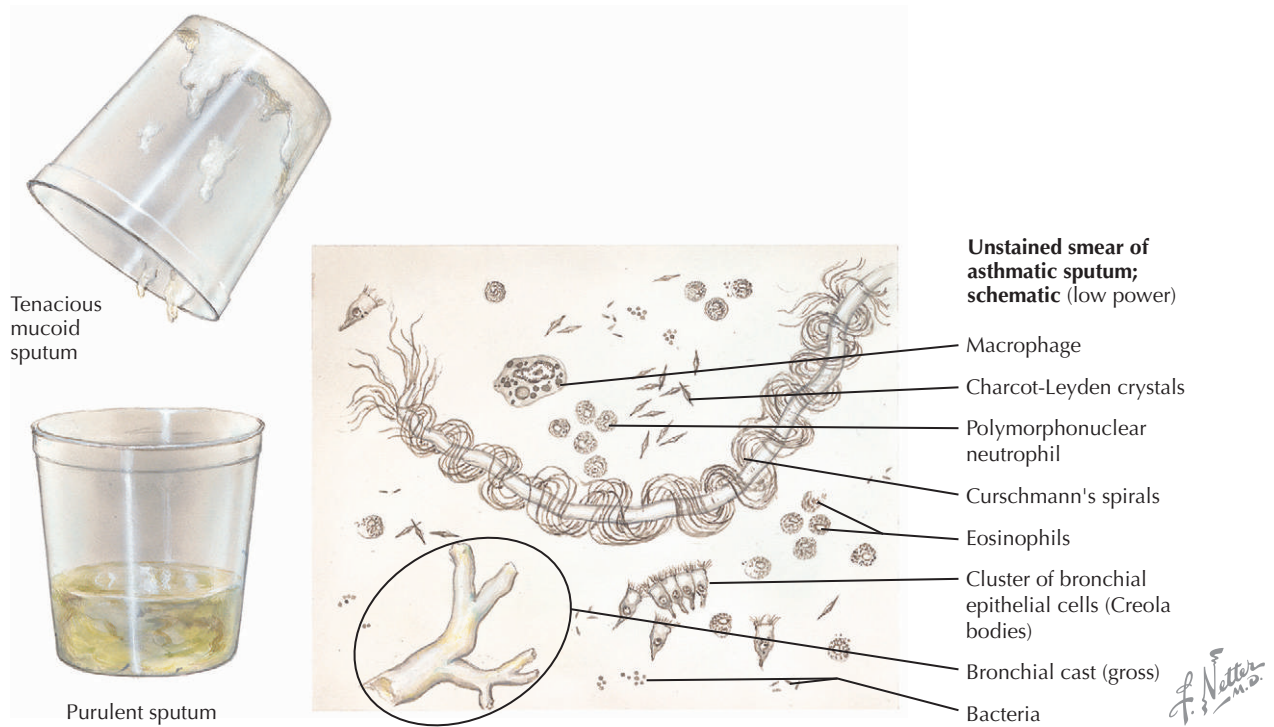 Tenacious
mucoid
sputum
Purulent sputum
Unstained smear of
asthmatic sputum;
schematic (low power)
Macrophage
Charcot-Leyden crystals
Polymorphonuclear
neutrophil
Curschmann's spirals
Eosinophils
Cluster of bronchial
epithelial cells (Creola
bodies)
Bronchial cast (gross)
Bacteria
F. Netter
M.D.